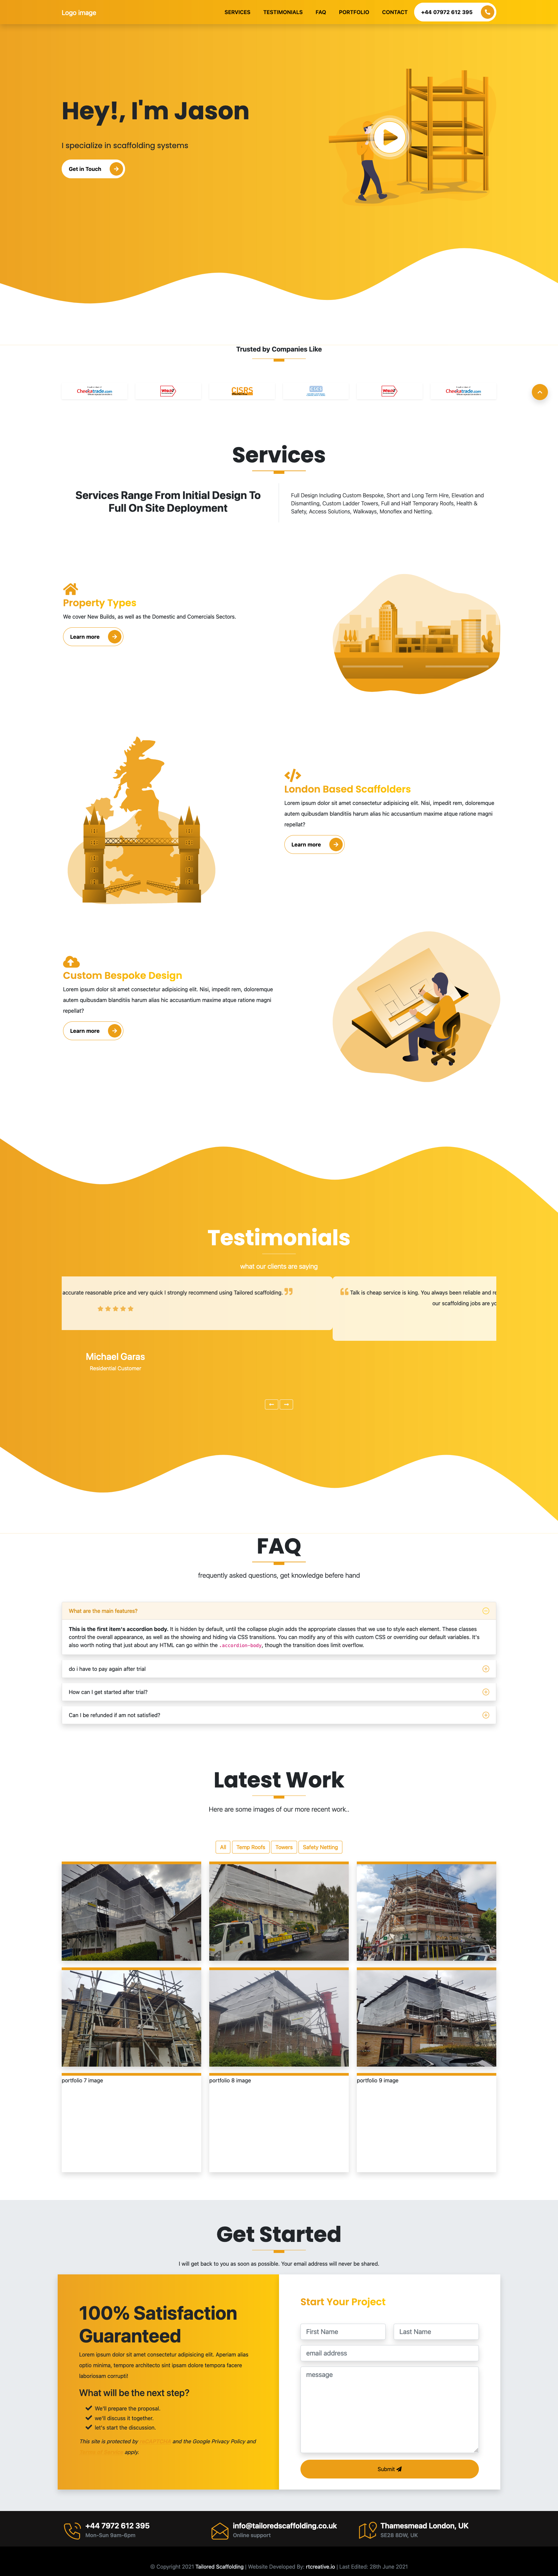 Logo image
SERVICES
TESTIMONIALS
FAQ
PORTFOLIO
CONTACT
+44 07972 612 395
Hey!, I'm Jason
I specialize in scaffolding systems
Get in Touch
Trusted by Companies Like
Checkatrade.com
Which?
CISRS
Which?
Checkatrade.com
Services
Services Range From Initial Design To
Full On Site Deployment
Full Design Including Custom Bespoke, Short and Long Term Hire, Elevation and
Dismantling, Custom Ladder Towers, Full and Half Temporary Roofs, Health &
Safety, Access Solutions, Walkways, Monoflex and Netting.
Property Types
We cover New Builds, as well as the Domestic and Comercials Sectors.
Learn more
London Based Scaffolders
Lorem ipsum dolor sit amet consectetur adipisicing elit. Nisi, impedit rem, doloremque
autem quibusdam blanditiis harum alias hic accusantium maxime atque ratione magni
repellat?
Learn more
Custom Bespoke Design
Lorem ipsum dolor sit amet consectetur adipisicing elit. Nisi, impedit rem, doloremque
autem quibusdam blanditiis harum alias hic accusantium maxime atque ratione magni
repellat?
Learn more
Testimonials
what our clients are saying
accurate reasonable price and very quick I strongly recommend using Tailored scaffolding.
Talk is cheap service is king. You always been reliable and re
our scaffolding jobs are yo
Michael Garas
Residential Customer
FAQ
frequently asked questions, get knowledge befere hand
What are the main features?
This is the first item's accordion body. It is hidden by default, until the collapse plugin adds the appropriate classes that we use to style each element. These classes
control the overall appearance, as well as the showing and hiding via CSS transitions. You can modify any of this with custom CSS or overriding our default variables. It's
also worth noting that just about any HTML can go within the .accordion-body, though the transition does limit overflow.
do i have to pay again after trial
How can I get started after trial?
Can I be refunded if am not satisfied?
Latest Work
Here are some images of our more recent work..
All
Temp Roofs
Towers
Safety Netting
portfolio 7 image
portfolio 8 image
portfolio 9 image
Get Started
I will get back to you as soon as possible. Your email address will never be shared.
100% Satisfaction
Guaranteed
Lorem ipsum dolor sit amet consectetur adipisicing elit. Aperiam alias
optio minima, tempore architecto sint ipsam dolore tempora facere
laboriosam corrupti!
What will be the next step?
We'll prepare the proposal.
we'll discuss it together.
let's start the discussion.
This site is protected by and the Google Privacy Policy and
apply.
Start Your Project
First Name
Last Name
email address
message
Submit
+44 7972 612 395
Mon-Sun 9am-6pm
info@tailoredscaffolding.co.uk
Online support
Thamesmead London, UK
SE28 8DW, UK
© Copyright 2021 Tailored Scaffolding | Website Developed By: rtcreative.io | Last Edited: 28th June 2021